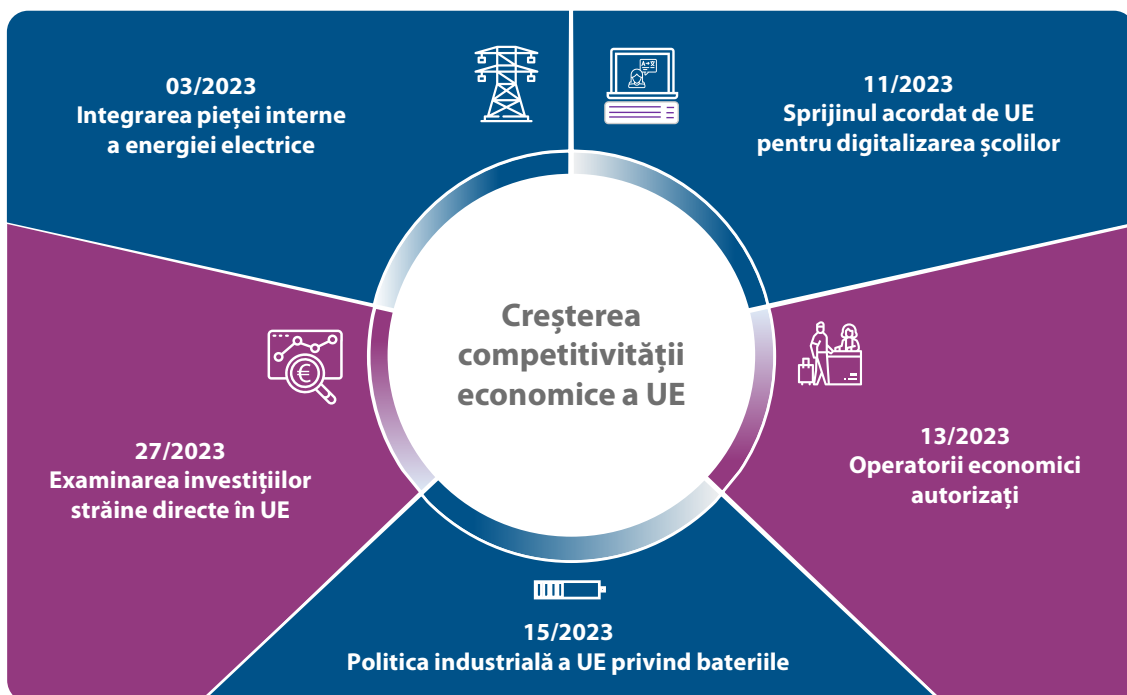 03/2023
Integrarea pieței interne
a energiei electrice
11/2023
Sprijinul acordat de UE
pentru digitalizarea școlilor
Creșterea
competitivității
economice a UE
27/2023
Examinarea investițiilor
străine directe în UE
13/2023
Operatorii economici
autorizați
15/2023
Politica industrială a UE privind bateriile